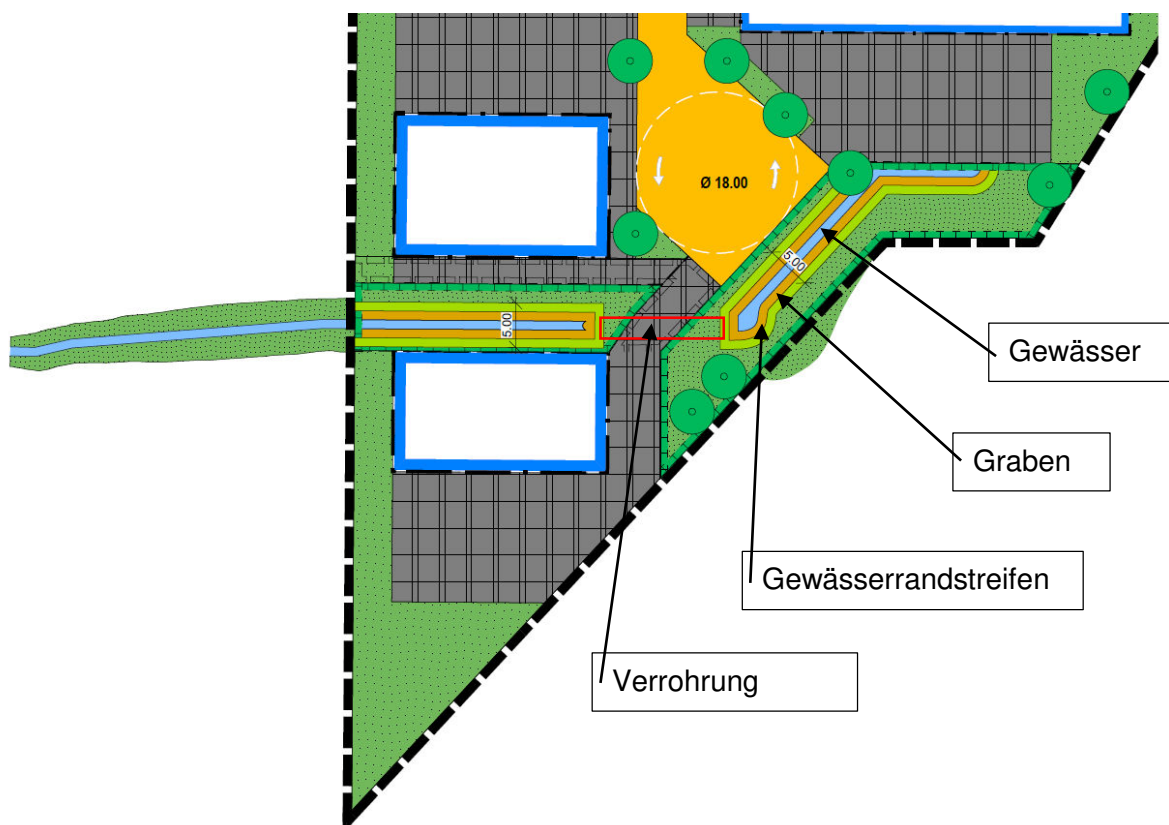 Ø 18.00
5.00
5.00
Gewässer
Graben
Gewässerrandstreifen
Verrohrung